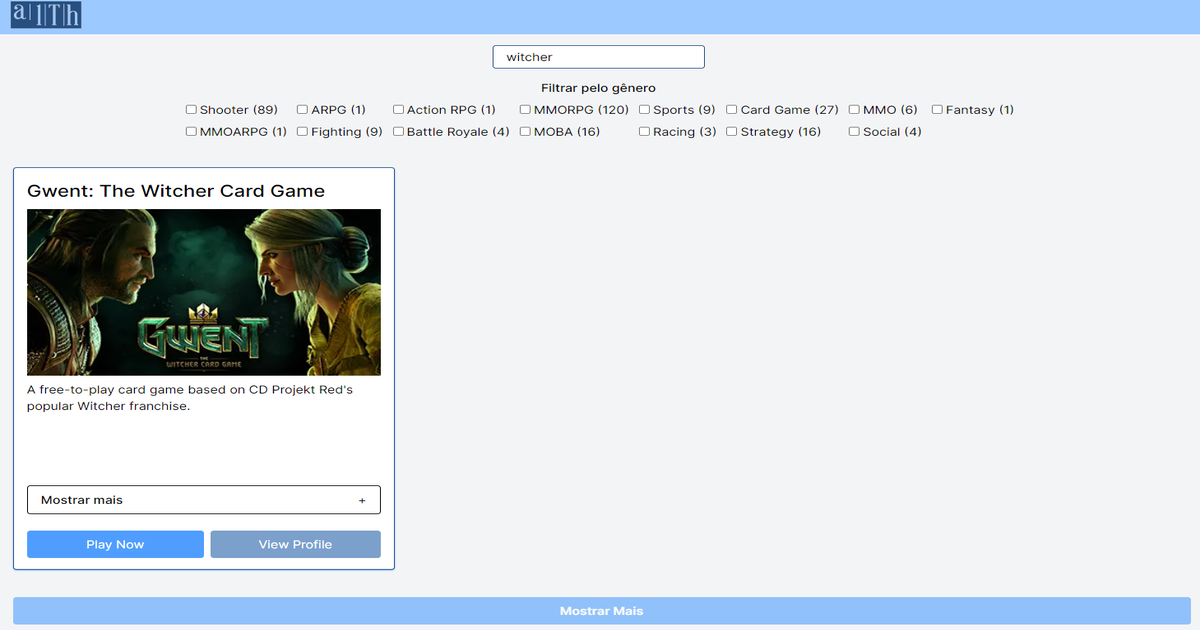 a|l|T|h
witcher
Filtrar pelo gênero
Shooter (89) ARPG (1) Action RPG (1) MMORPG (120) Sports (9) Card Game (27) MMO (6) Fantasy (1)
MMOARPG (1) Fighting (9) Battle Royale (4) MOBA (16) Racing (3) Strategy (16) Social (4)
Gwent: The Witcher Card Game
GWENT
THE
WITCHER CARD GAME
A free-to-play card game based on CD Projekt Red's
popular Witcher franchise.
Mostrar mais +
Play Now View Profile
Mostrar Mais